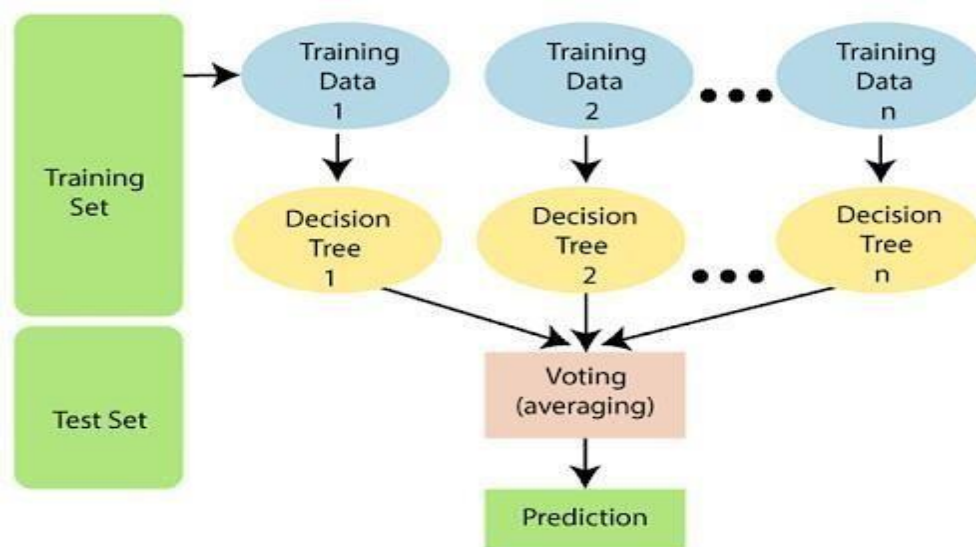 Training
Set
Test Set
Training
Data
1
Training
Data
2
Training
Data
n
Decision
Tree
1
Decision
Tree
2
Decision
Tree
n
Voting
(averaging)
Prediction